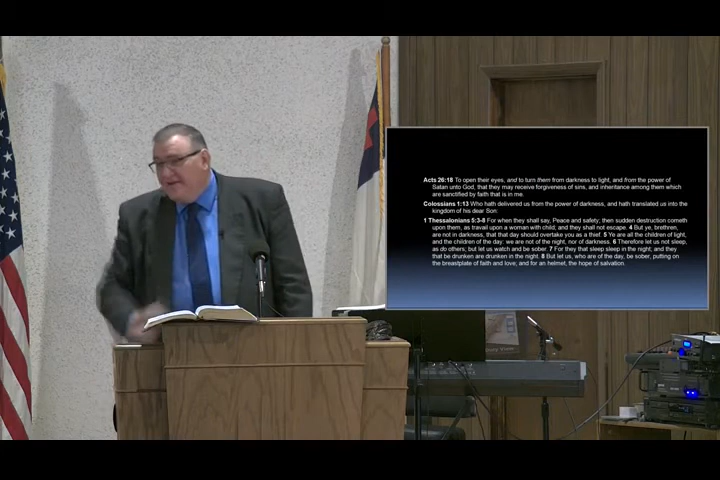 Acts 26:18 To open their eyes, and to turn them from darkness to light, and from the power of
Satan unto God, that they may receive forgiveness of sins, and inheritance among them which
are sanctified by faith that is in me.
Colossians 1:13 Who hath delivered us from the power of darkness, and hath translated us into the
kingdom of his dear Son:
1 Thessalonians 5:3-8 For when they shall say, Peace and safety; then sudden destruction cometh
upon them, as travail upon a woman with child; and they shall not escape. 4 But ye, brethren,
are not in darkness, that that day should overtake you as a thief. 5 Ye are all the children of light,
and the children of the day: we are not of the night, nor of darkness. 6 Therefore let us not sleep,
as do others; but let us watch and be sober. 7 For they that sleep sleep in the night; and they
that be drunken are drunken in the night. 8 But let us, who are of the day, be sober, putting on
the breastplate of faith and love; and for an helmet, the hope of salvation.